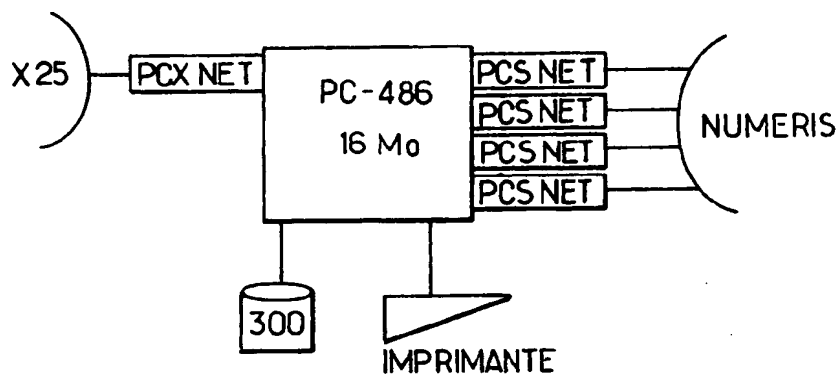 X25
PCX NET
PC-486
16 Mo
PCS NET
PCS NET
PCS NET
PCS NET
NUMERIS
300
IMPRIMANTE